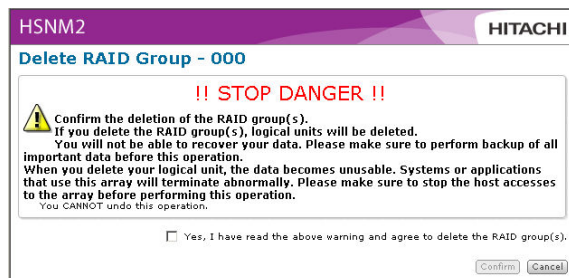 HSNM2
HITACHI
Delete RAID Group - 000
!! STOP DANGER !!
Confirm the deletion of the RAID group(s).
If you delete the RAID group(s), logical units will be deleted.
You will not be able to recover your data. Please make sure to perform backup of all
important data before this operation.
When you delete your logical unit, the data becomes unusable. Systems or applications
that use this array will terminate abnormally. Please make sure to stop the host accesses
to the array before performing this operation.
You CANNOT undo this operation.
Yes, I have read the above warning and agree to delete the RAID group(s).
Confirm Cancel